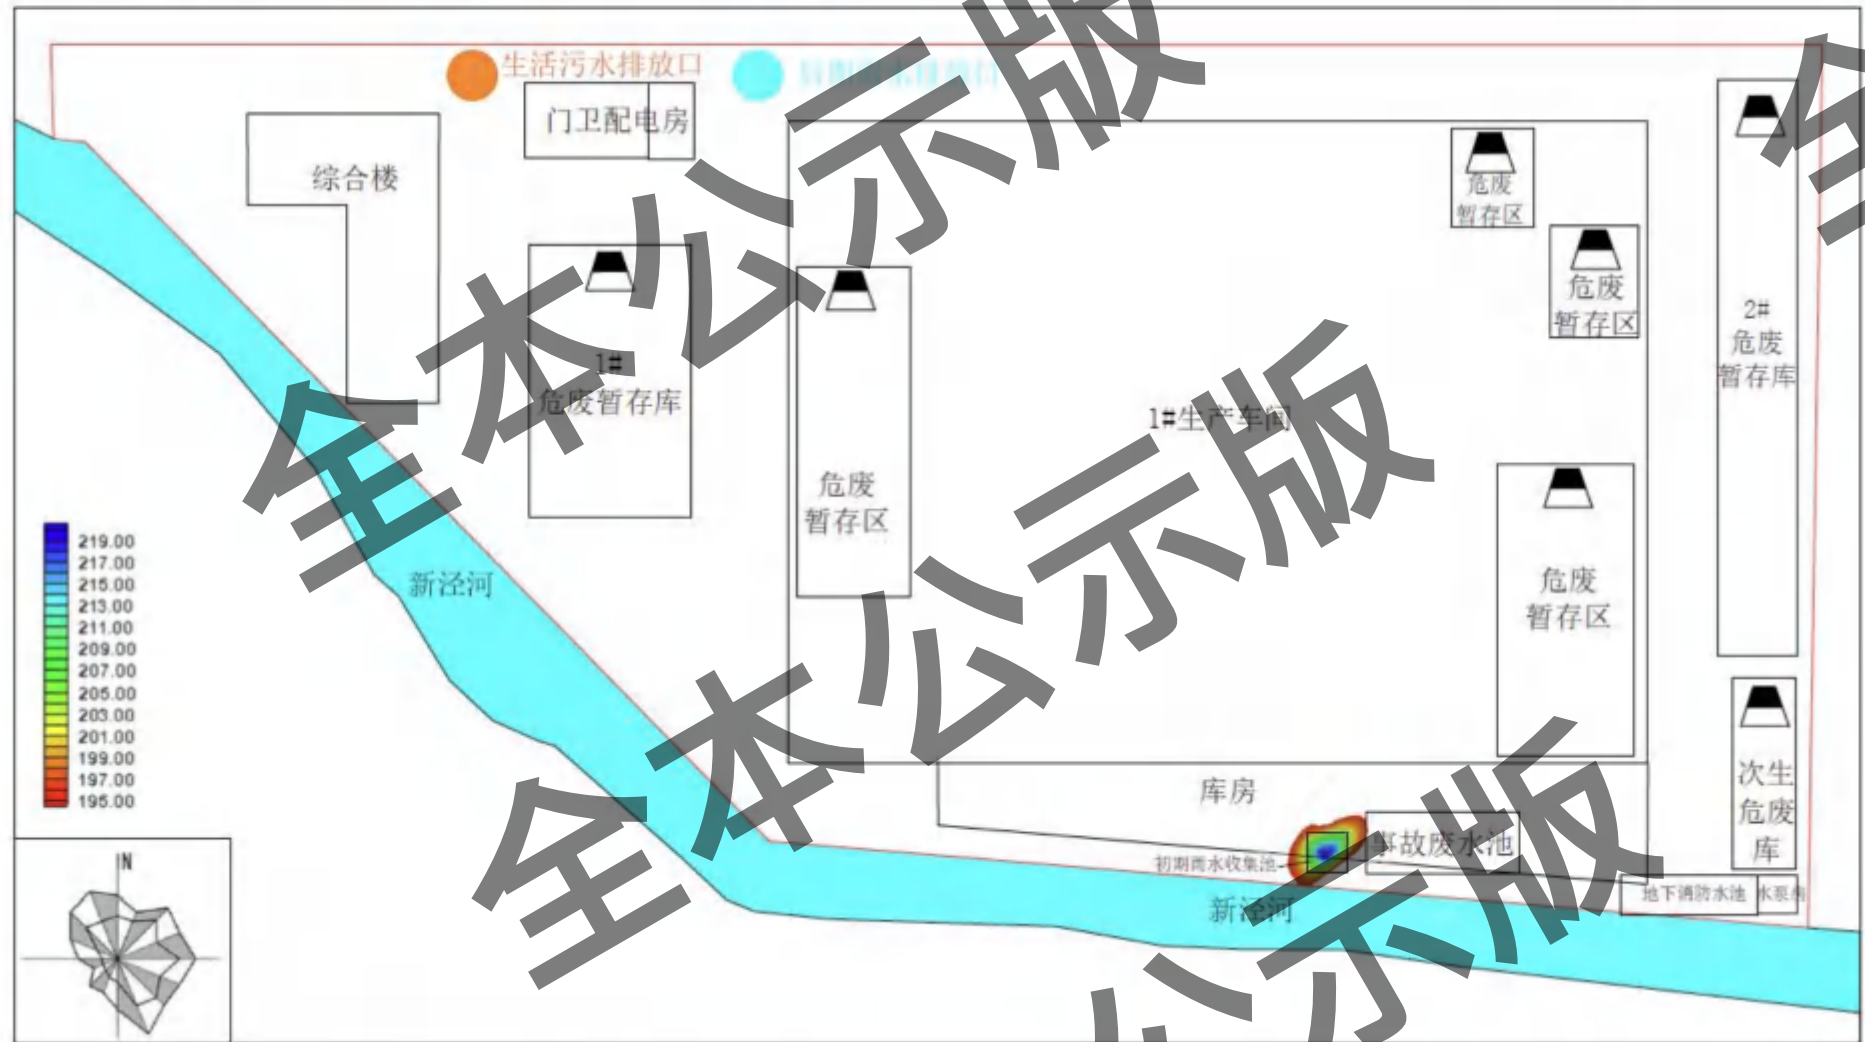 生活污水排放口
门卫配电房
综合楼
危废
暂存区
危废
暂存区
2#
危废
暂存库
1#
危废暂存库
1#生产车间
危废
暂存区
危废
暂存区
新泾河
219.00
217.00
215.00
213.00
211.00
209.00
207.00
205.00
203.00
201.00
199.00
197.00
195.00
库房
次生
危废
库
事故废水池
初期雨水收集池
地下消防水池
水泵房
新泾河
N
全本公示版
全本公示版
公示版
全